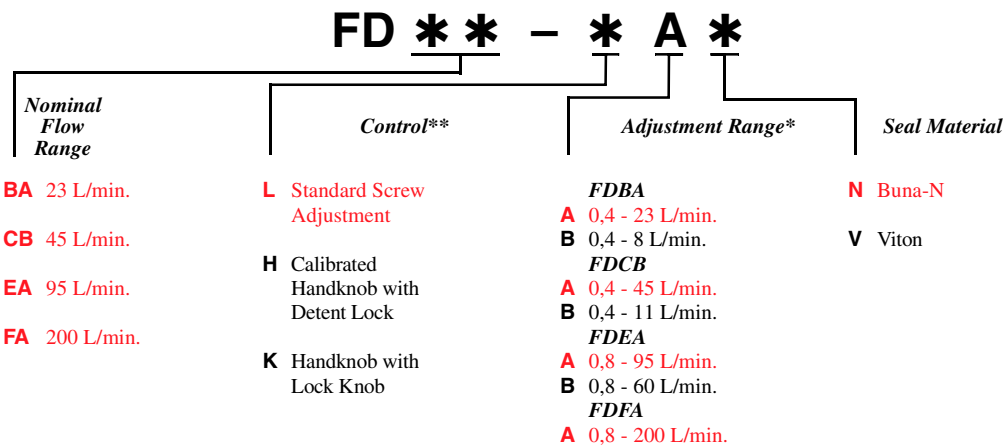 FD ** – * A *
Nominal
Flow
Range
BA 23 L/min.
CB 45 L/min.
EA 95 L/min.
FA 200 L/min.
Control**
L Standard Screw
Adjustment
H Calibrated
Handknob with
Detent Lock
K Handknob with
Lock Knob
Adjustment Range*
FDBA
A 0,4 - 23 L/min.
B 0,4 - 8 L/min.
FDCB
A 0,4 - 45 L/min.
B 0,4 - 11 L/min.
FDEA
A 0,8 - 95 L/min.
B 0,8 - 60 L/min.
FDFA
A 0,8 - 200 L/min.
Seal Material
N Buna-N
V Viton